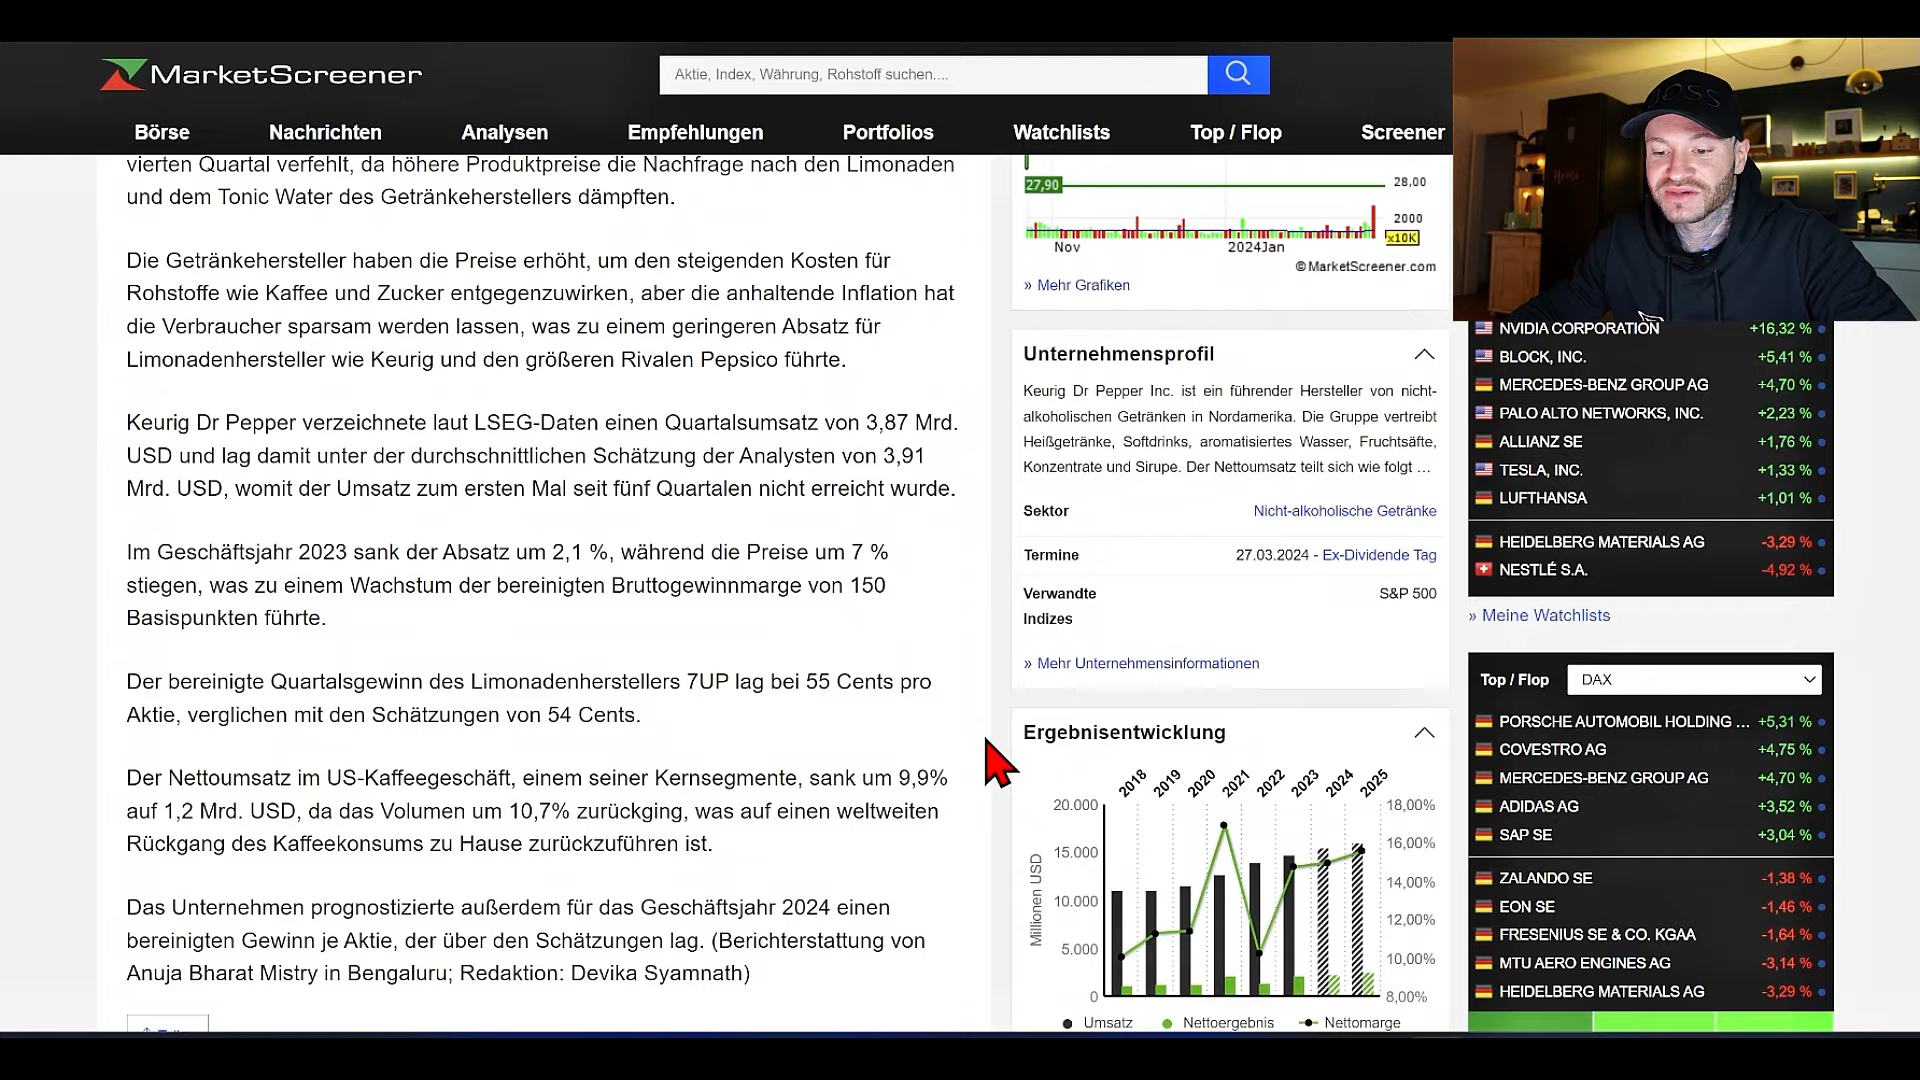 MarketScreener
Aktie, Index, Währung, Rohstoff suchen....
Börse
Nachrichten
Analysen
Empfehlungen
Portfolios
Watchlists
Top / Flop
Screener
vierten Quartal verfehlt, da höhere Produktpreise die Nachfrage nach den Limonaden
und dem Tonic Water des Getränkeherstellers dämpften.
Die Getränkehersteller haben die Preise erhöht, um den steigenden Kosten für
Rohstoffe wie Kaffee und Zucker entgegenzuwirken, aber die anhaltende Inflation hat
die Verbraucher sparsam werden lassen, was zu einem geringeren Absatz für
Limonadenhersteller wie Keurig und den größeren Rivalen Pepsico führte.
Keurig Dr Pepper verzeichnete laut LSEG-Daten einen Quartalsumsatz von 3,87 Mrd.
USD und lag damit unter der durchschnittlichen Schätzung der Analysten von 3,91
Mrd. USD, womit der Umsatz zum ersten Mal seit fünf Quartalen nicht erreicht wurde.
Im Geschäftsjahr 2023 sank der Absatz um 2,1 %, während die Preise um 7 %
stiegen, was zu einem Wachstum der bereinigten Bruttogewinnmarge von 150
Basispunkten führte.
Der bereinigte Quartalsgewinn des Limonadenherstellers 7UP lag bei 55 Cents pro
Aktie, verglichen mit den Schätzungen von 54 Cents.
Der Nettoumsatz im US-Kaffeegeschäft, einem seiner Kernsegmente, sank um 9,9%
auf 1,2 Mrd. USD, da das Volumen um 10,7% zurückging, was auf einen weltweiten
Rückgang des Kaffeekonsums zu Hause zurückzuführen ist.
Das Unternehmen prognostizierte außerdem für das Geschäftsjahr 2024 einen
bereinigten Gewinn je Aktie, der über den Schätzungen lag. (Berichterstattung von
Anuja Bharat Mistry in Bengaluru; Redaktion: Devika Syamnath)
27,90
28,00
2000
x10K
Nov
2024Jan
©MarketScreener.com
» Mehr Grafiken
Unternehmensprofil
Keurig Dr Pepper Inc. ist ein führender Hersteller von nicht-
alkoholischen Getränken in Nordamerika. Die Gruppe vertreibt
Heißgetränke, Softdrinks, aromatisiertes Wasser, Fruchtsäfte,
Konzentrate und Sirupe. Der Nettoumsatz teilt sich wie folgt ...
Sektor
Nicht-alkoholische Getränke
Termine
27.03.2024 - Ex-Dividende Tag
Verwandte
Indizes
S&P 500
» Mehr Unternehmensinformationen
Ergebnisentwicklung
2018
2019
2020
2021
2022
2023
2024
2025
20.000
15.000
10.000
5.000
0
Millionen USD
18,00%
16,00%
14,00%
12,00%
10,00%
8,00%
Umsatz
Nettoergebnis
Nettomarge
BOSS
NVIDIA CORPORATION +16,32 %
BLOCK, INC. +5,41 %
MERCEDES-BENZ GROUP AG +4,70 %
PALO ALTO NETWORKS, INC. +2,23 %
ALLIANZ SE +1,76 %
TESLA, INC. +1,33 %
LUFTHANSA +1,01 %
HEIDELBERG MATERIALS AG -3,29 %
NESTLÉ S.A. -4,92 %
» Meine Watchlists
Top / Flop
DAX
PORSCHE AUTOMOBIL HOLDING ... +5,31 %
COVESTRO AG +4,75 %
MERCEDES-BENZ GROUP AG +4,70 %
ADIDAS AG +3,52 %
SAP SE +3,04 %
ZALANDO SE -1,38 %
EON SE -1,46 %
FRESENIUS SE & CO. KGAA -1,64 %
MTU AERO ENGINES AG -3,14 %
HEIDELBERG MATERIALS AG -3,29 %